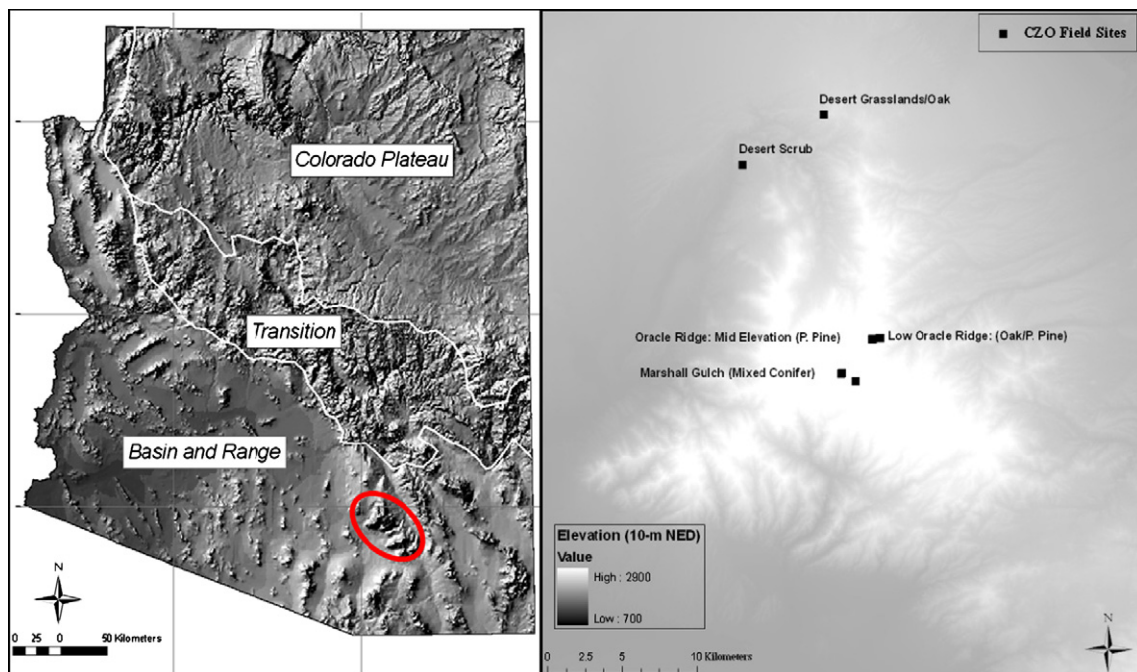 Colorado Plateau
Transition
Basin and Range
N
0 25 0 50 Kilometers
CZO Field Sites
Desert Grasslands/Oak
Desert Scrub
Oracle Ridge: Mid Elevation (P. Pine)
Low Oracle Ridge: (Oak/P. Pine)
Marshall Gulch (Mixed Conifer)
Elevation (10-m NED)
Value
High : 2900
Low : 700
N
0 2.5 5 10 Kilometers